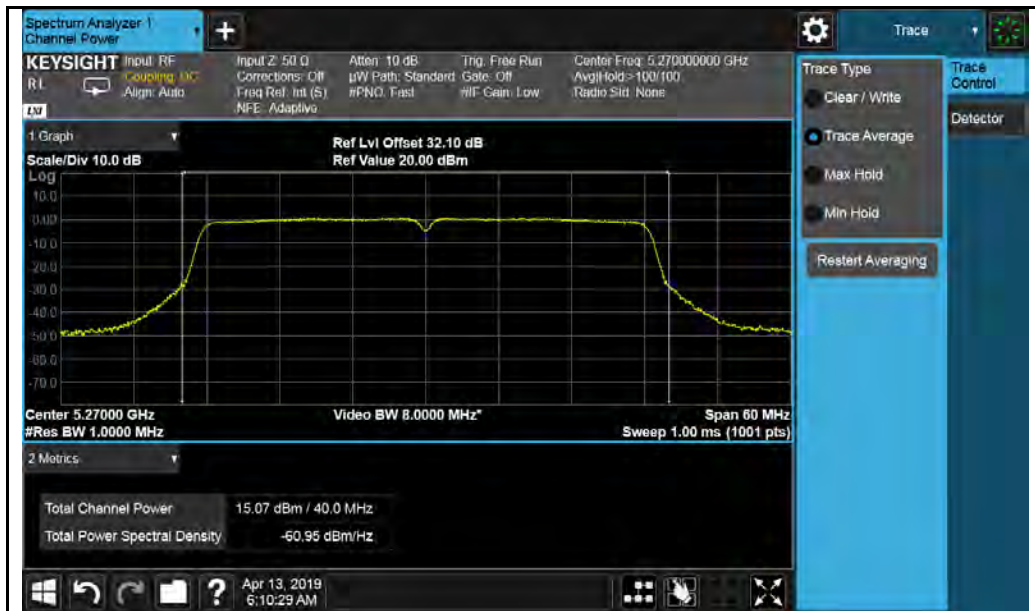 Spectrum Analyzer 1
Channel Power
+
Trace
KEYSIGHT Input: RF
Coupling: DC
Align: Auto
R L
LXI
Input Z: 50 Ω
Corrections: Off
Freq Ref: Int (S)
NFE: Adaptive
Atten: 10 dB
µW Path: Standard
#PNO: Fast
Trig: Free Run
Gate: Off
#IF Gain: Low
Center Freq: 5.270000000 GHz
Avg|Hold:>100/100
Radio Std: None
1 Graph
Scale/Div 10.0 dB
Ref Lvl Offset 32.10 dB
Ref Value 20.00 dBm
Log
10.0
0.00
-10.0
-20.0
-30.0
-40.0
-50.0
-60.0
-70.0
Center 5.27000 GHz
#Res BW 1.0000 MHz
Video BW 8.0000 MHz*
Span 60 MHz
Sweep 1.00 ms (1001 pts)
2 Metrics
Total Channel Power 15.07 dBm / 40.0 MHz
Total Power Spectral Density -60.95 dBm/Hz
?
Apr 13, 2019
6:10:29 AM
Trace Type
Clear / Write
Trace Average
Max Hold
Min Hold
Restart Averaging
Trace
Control
Detector